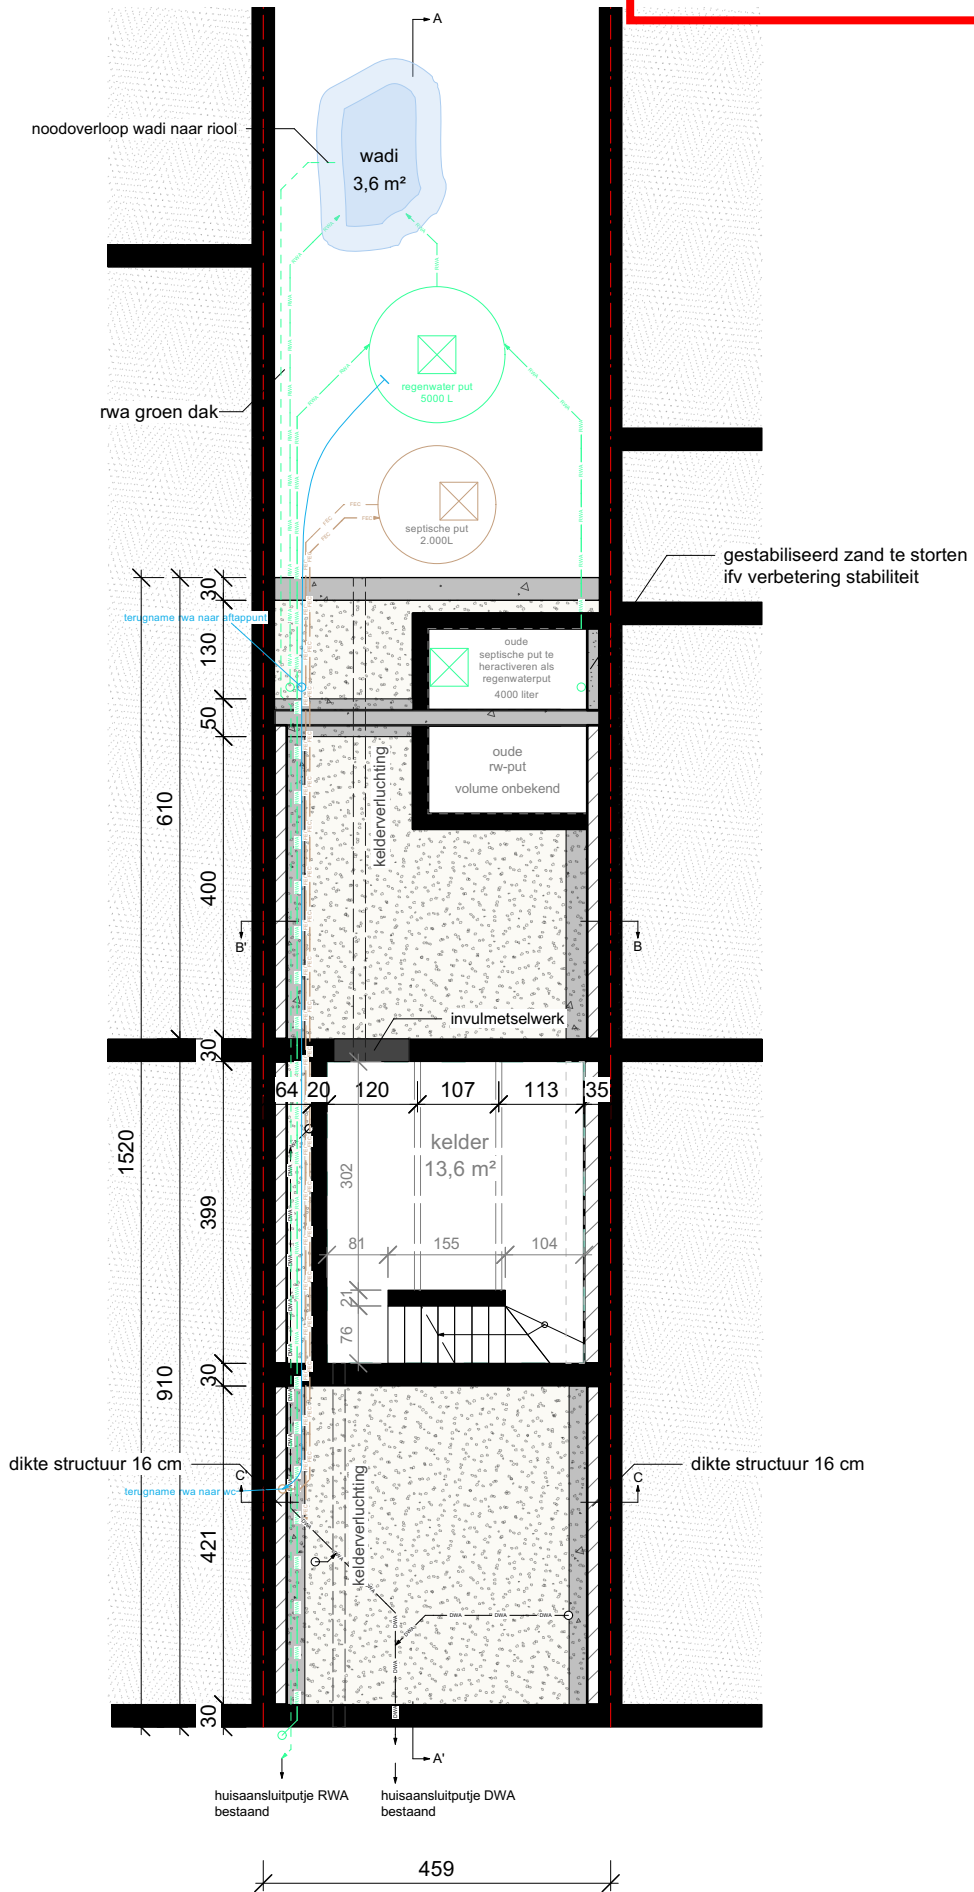 A
noodoverloop wadi naar riool
wadi
3,6 m²
regenwater put
5000 L
rwa groen dak
septische put
2.000L
gestabiliseerd zand te storten
ifv verbetering stabiliteit
terugname rwa naar aftappunt
oude
septische put te
heractiveren als
regenwaterput
4000 liter
oude
rw-put
volume onbekend
kelderverluchting
30
130
50
610
400
B'
B
invulmetselwerk
30
64 20 120 107 113 35
kelder
13,6 m²
1520
302
399
81 155 104
21
76
30
910
dikte structuur 16 cm
dikte structuur 16 cm
C'
C
terugname rwa naar wc
kelderverluchting
421
DWA DWA DWA
30
A'
huisaansluitputje RWA
bestaand
huisaansluitputje DWA
bestaand
459